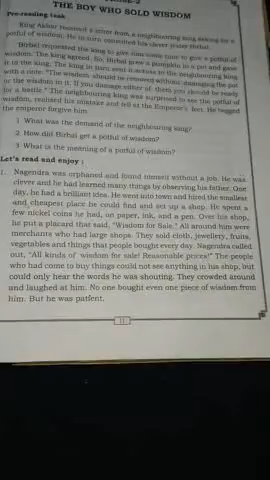 THE BOY WHO SOLD WISDOM
Pre-reading task
King Akbar received a letter from a neighbouring king asking for a
potful of wisdom. He in turn consulted his clever Birbal.
Birbal requested the king to give him some time to give a potful of
wisdom. The king agreed. So, Birbal grew a pumpkin in a pot and gave
it to the king. The king in turn sent it across to the neighbouring king
with a note: "The wisdom should be removed without damaging the pot
or the wisdom in it. If you damage either of them you should be ready
for a battle." The neighbouring king was surprised to see the potful of
wisdom, realised his mistake and fell at the Emperor's feet. He begged
the emperor forgive him.
1 What was the demand of the neighbouring king?
2 How did Birbal get a potful of wisdom?
3 What is the meaning of a potful of wisdom?
Let's read and enjoy :
1. Nagendra was orphaned and found himself without a job. He was
clever and he had learned many things by observing his father. One
day, he had a brilliant idea. He went into town and hired the smallest
and cheapest place he could find and set up a shop. He spent a
few nickel coins he had, on paper, ink, and a pen. Over his shop,
he put a placard that said, "Wisdom for Sale." All around him were
merchants who had large shops. They sold cloth, jewellery, fruits,
vegetables and things that people bought every day. Nagendra called
out, "All kinds of wisdom for sale! Reasonable prices!" The people
who had come to buy things could not see anything in his shop, but
could only hear the words he was shouting. They crowded around
and laughed at him. No one bought even one piece of wisdom from
him. But he was patient.
11